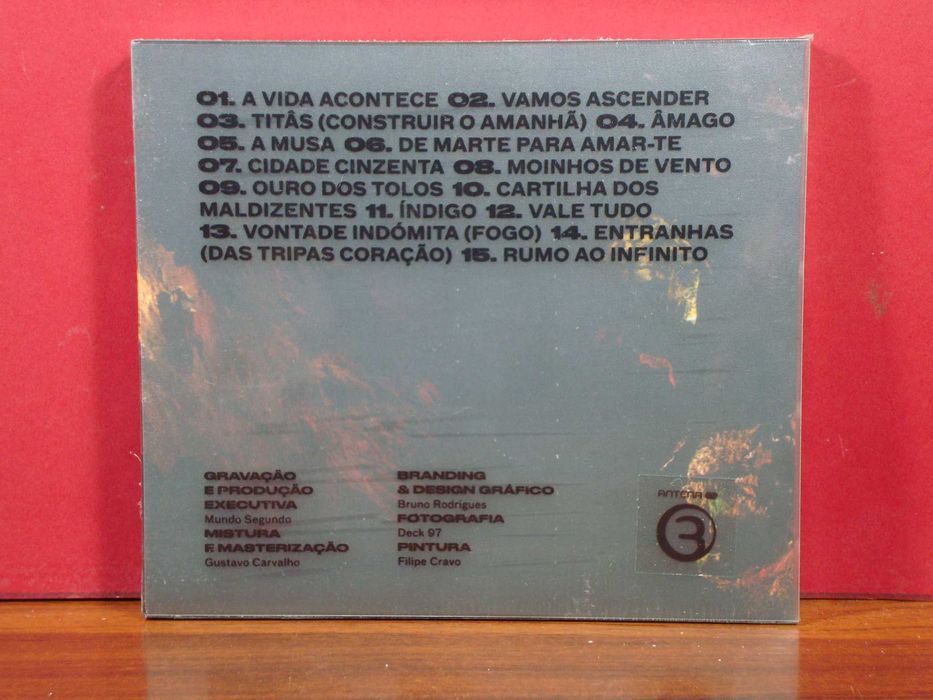 01. A VIDA ACONTECE 02. VAMOS ASCENDER
03. TITÃS (CONSTRUIR O AMANHÃ) 04. ÂMAGO
05. A MUSA 06. DE MARTE PARA AMAR-TE
07. CIDADE CINZENTA 08. MOINHOS DE VENTO
09. OURO DOS TOLOS 10. CARTILHA DOS
MALDIZENTES 11. ÍNDIGO 12. VALE TUDO
13. VONTADE INDÓMITA (FOGO) 14. ENTRANHAS
(DAS TRIPAS CORAÇÃO) 15. RUMO AO INFINITO
GRAVAÇÃO
E PRODUÇÃO
EXECUTIVA
Mundo Segundo
MISTURA
E MASTERIZAÇÃO
Gustavo Carvalho
BRANDING
& DESIGN GRÁFICO
Bruno Rodrigues
FOTOGRAFIA
Deck 97
PINTURA
Filipe Cravo
ANTENA
3